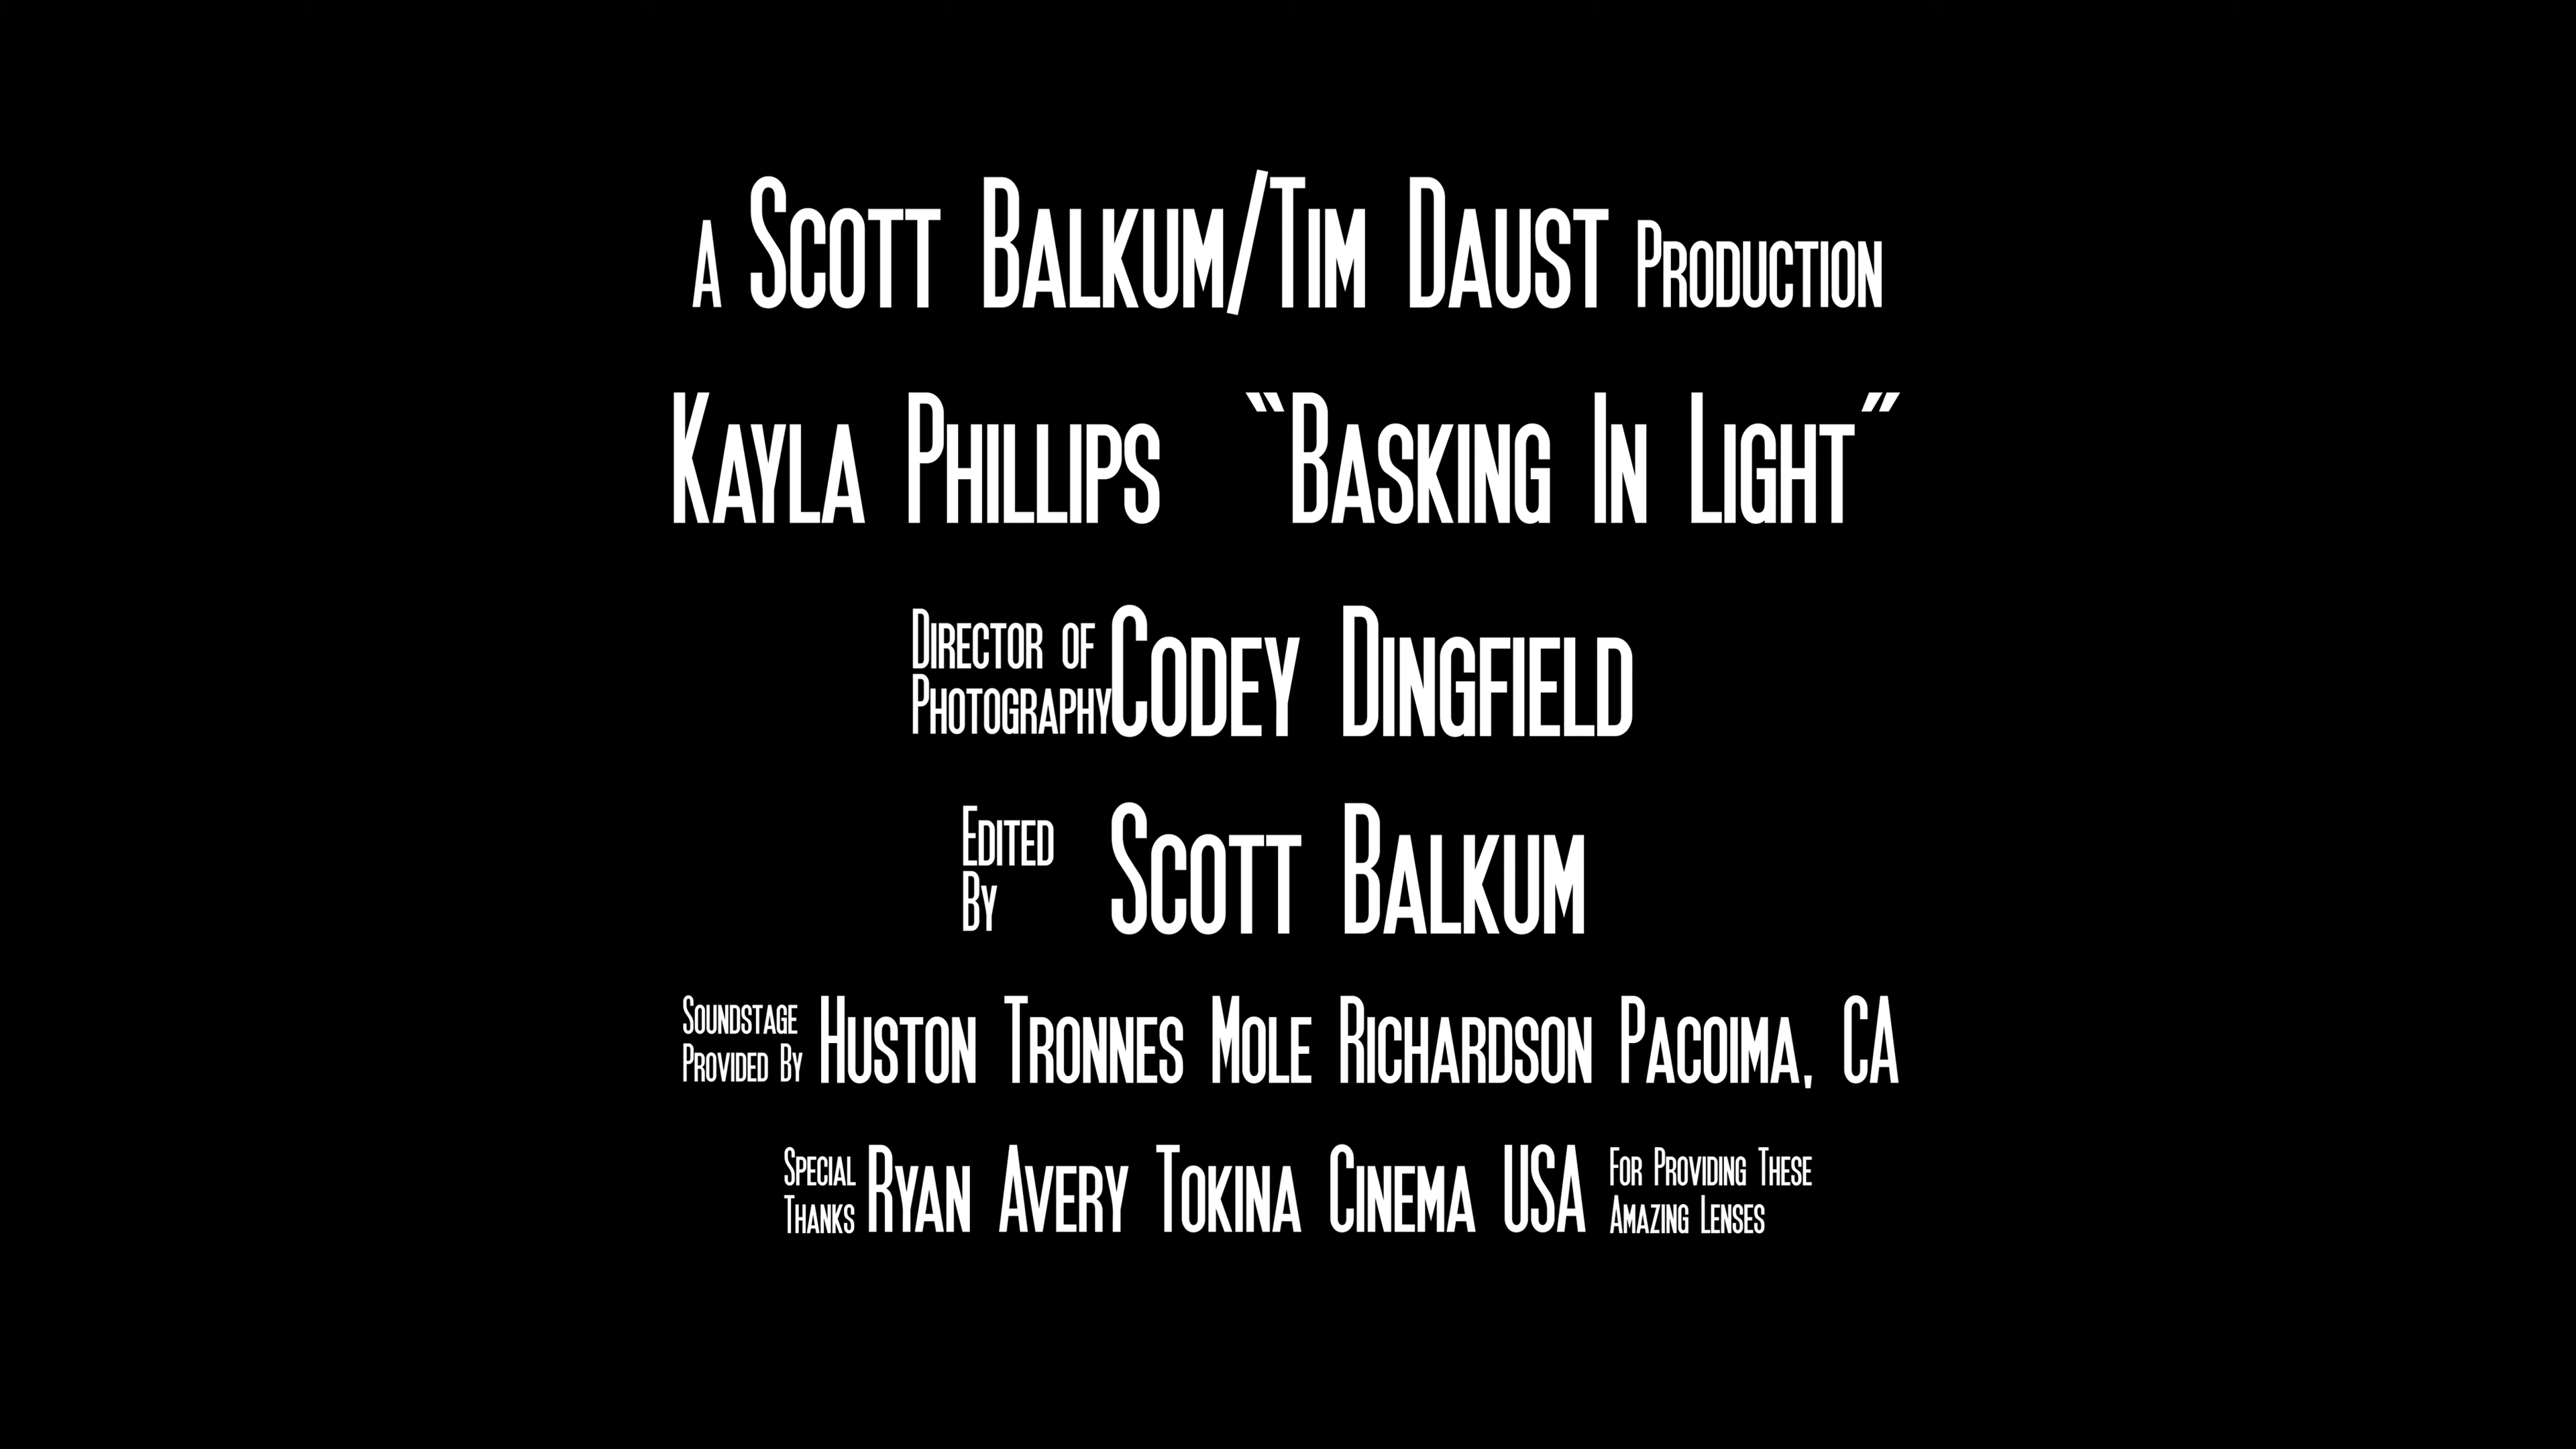 A Scott Balkum/Tim Daust Production
Kayla Phillips "Basking In Light"
Director of
Photography
Codey Dingfield
Edited
By
Scott Balkum
Soundstage
Provided By
Huston Tronnes Mole Richardson Pacoima, CA
Special
Thanks
Ryan Avery Tokina Cinema USA
For Providing These
Amazing Lenses